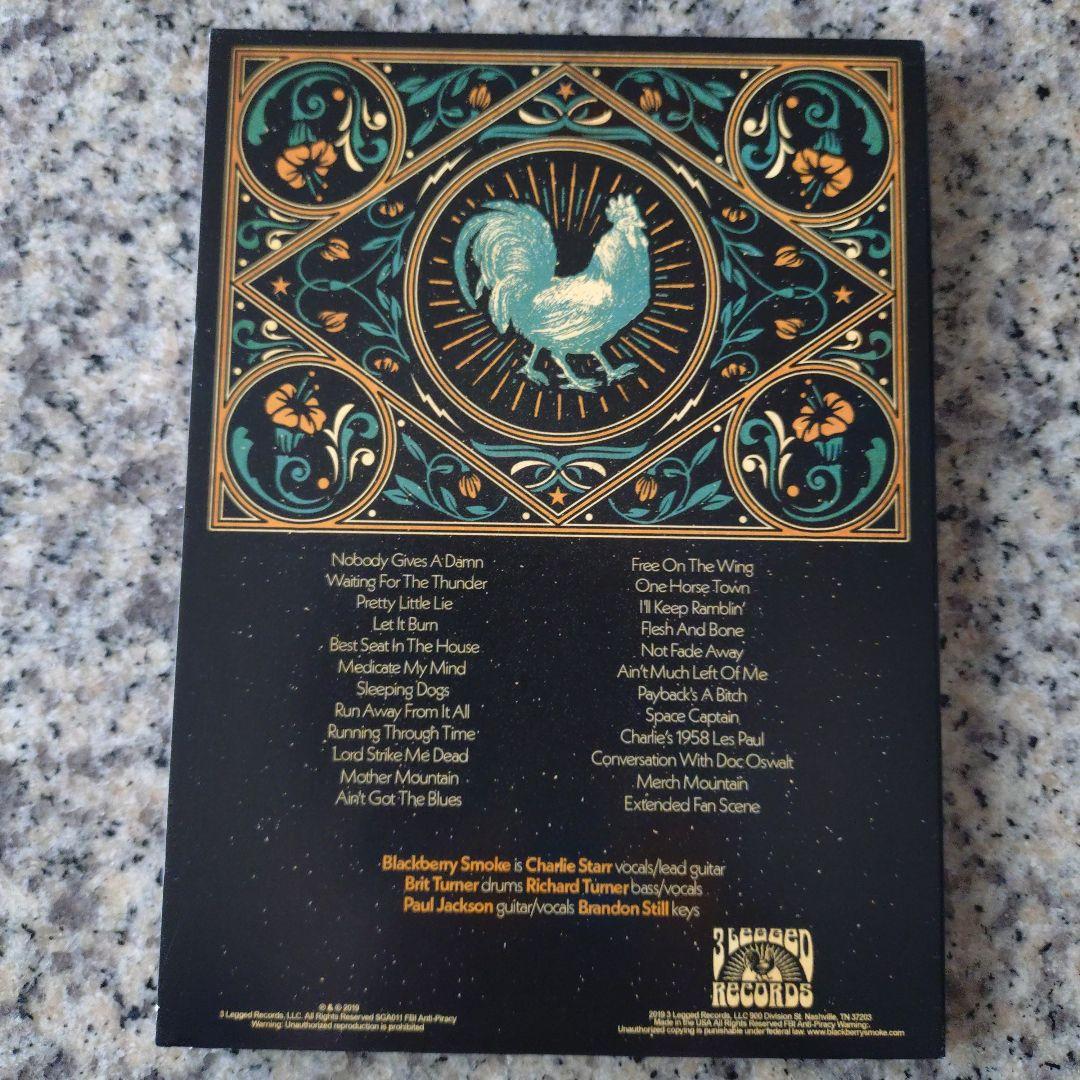 Nobody Gives A Damn
Waiting For The Thunder
Pretty Little Lie
Let It Burn
Best Seat In The House
Medicate My Mind
Sleeping Dogs
Run Away From It All
Running Through Time
Lord Strike Me Dead
Mother Mountain
Ain't Got The Blues
Free On The Wing
One Horse Town
I'll Keep Ramblin'
Flesh And Bone
Not Fade Away
Ain't Much Left Of Me
Payback's A Bitch
Space Captain
Charlie's 1958 Les Paul
Conversation With Doc Oswalt
Merch Mountain
Extended Fan Scene
Blackberry Smoke is Charlie Starr vocals/lead guitar
Brit Turner drums Richard Turner bass/vocals
Paul Jackson guitar/vocals Brandon Still keys
3 LEGGED
RECORDS
℗ & © 2019
3 Legged Records, LLC. All Rights Reserved SGA011 FBI Anti-Piracy
Warning: Unauthorized reproduction is prohibited
2019 3 Legged Records, LLC 900 Division St. Nashville, TN 37203
Made in the USA All Rights Reserved FBI Anti-Piracy Warning:
Unauthorized copying is punishable under federal law. www.blackberrysmoke.com